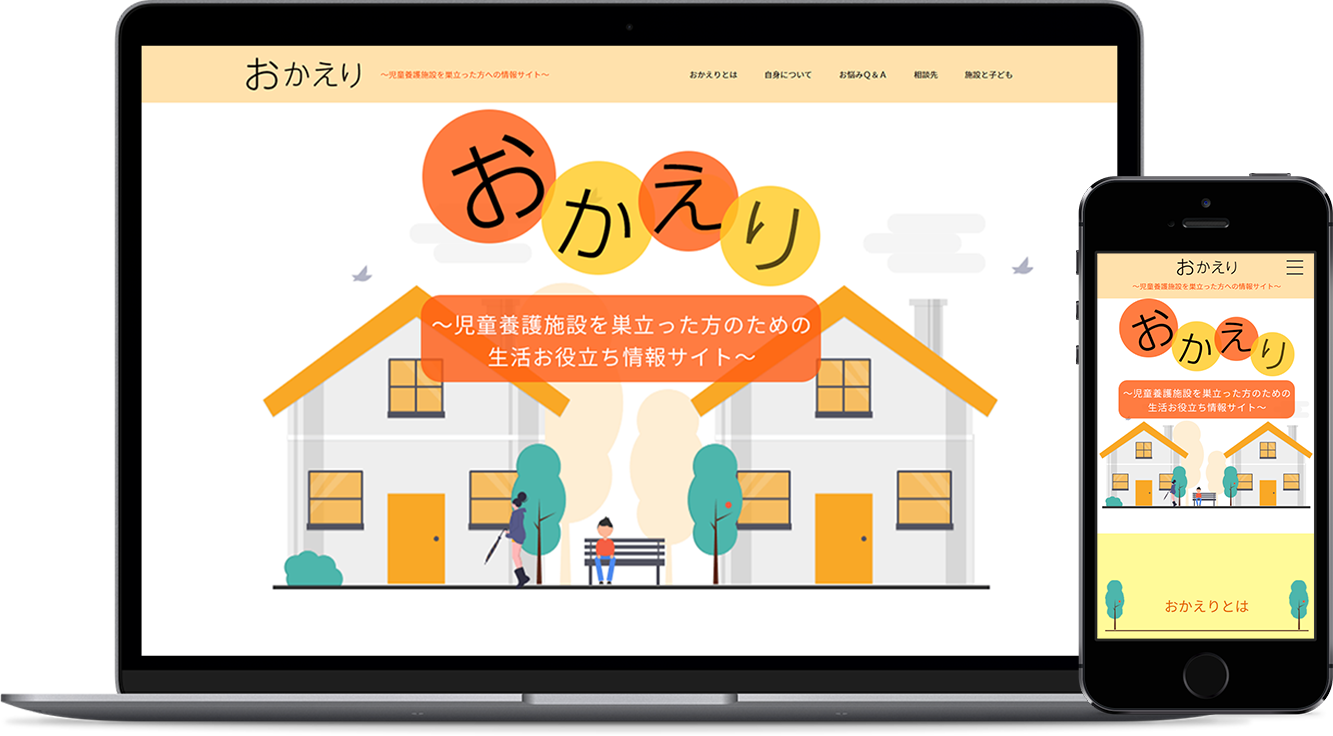 おかえり
～児童養護施設を巣立った方への情報サイト～
おかえりとは
自身について
お悩みQ＆A
相談先
施設と子ども
おかえり
～児童養護施設を巣立った方のための
生活お役立ち情報サイト～
おかえり
～児童養護施設を巣立った方への情報サイト～
おかえり
～児童養護施設を巣立った方のための
生活お役立ち情報サイト～
おかえりとは